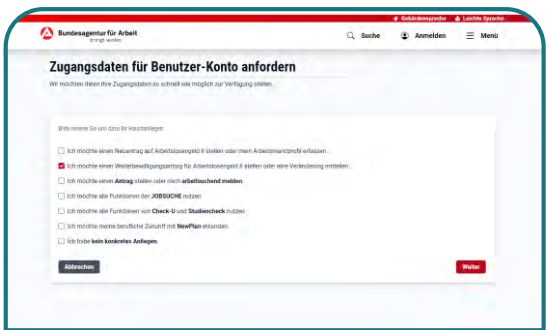 Gebärdensprache Leichte Sprache
Bundesagentur für Arbeit
bringt weiter.
Suche Anmelden Menü
Zugangsdaten für Benutzer-Konto anfordern
Wir möchten Ihnen Ihre Zugangsdaten so schnell wie möglich zur Verfügung stellen.
Bitte nennen Sie uns dazu Ihr Hauptanliegen:
Ich möchte einen Neuantrag auf Arbeitslosengeld II stellen oder mein Arbeitsmarktprofil erfassen.
Ich möchte einen Weiterbewilligungsantrag für Arbeitslosengeld II stellen oder eine Veränderung mitteilen.
Ich möchte einen Antrag stellen oder mich arbeitsuchend melden.
Ich möchte alle Funktionen der JOBSUCHE nutzen.
Ich möchte alle Funktionen von Check-U und Studiencheck nutzen.
Ich möchte meine berufliche Zukunft mit NewPlan erkunden.
Ich habe kein konkretes Anliegen.
Abbrechen Weiter